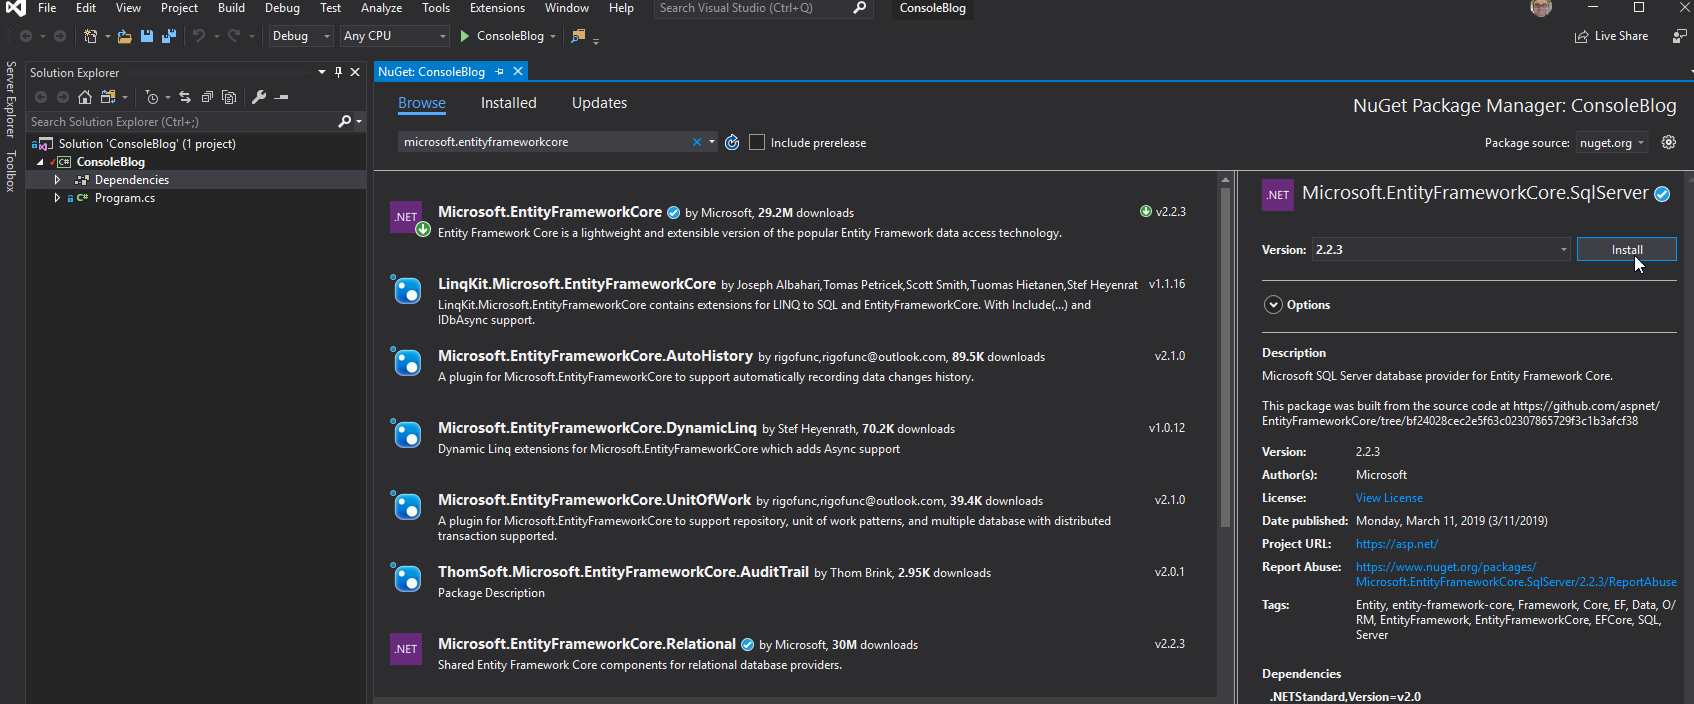 File Edit View Project Build Debug Test Analyze Tools Extensions Window Help Search Visual Studio (Ctrl+Q) ConsoleBlog
Debug Any CPU ConsoleBlog Live Share
Server Explorer
Toolbox
Solution Explorer
Search Solution Explorer (Ctrl+;)
Solution 'ConsoleBlog' (1 project)
C# ConsoleBlog
Dependencies
C# Program.cs
NuGet: ConsoleBlog
Browse Installed Updates
NuGet Package Manager: ConsoleBlog
microsoft.entityframeworkcore Include prerelease
Package source: nuget.org
.NET Microsoft.EntityFrameworkCore by Microsoft, 29.2M downloads v2.2.3
Entity Framework Core is a lightweight and extensible version of the popular Entity Framework data access technology.
LinqKit.Microsoft.EntityFrameworkCore by Joseph Albahari,Tomas Petricek,Scott Smith,Tuomas Hietanen,Stef Heyenrat v1.1.16
LinqKit.Microsoft.EntityFrameworkCore contains extensions for LINQ to SQL and EntityFrameworkCore. With Include(...) and
IDbAsync support.
Microsoft.EntityFrameworkCore.AutoHistory by rigofunc,rigofunc@outlook.com, 89.5K downloads v2.1.0
A plugin for Microsoft.EntityFrameworkCore to support automatically recording data changes history.
Microsoft.EntityFrameworkCore.DynamicLinq by Stef Heyenrath, 70.2K downloads v1.0.12
Dynamic Linq extensions for Microsoft.EntityFrameworkCore which adds Async support
Microsoft.EntityFrameworkCore.UnitOfWork by rigofunc,rigofunc@outlook.com, 39.4K downloads v2.1.0
A plugin for Microsoft.EntityFrameworkCore to support repository, unit of work patterns, and multiple database with distributed
transaction supported.
ThomSoft.Microsoft.EntityFrameworkCore.AuditTrail by Thom Brink, 2.95K downloads v2.0.1
Package Description
.NET Microsoft.EntityFrameworkCore.Relational by Microsoft, 30M downloads v2.2.3
Shared Entity Framework Core components for relational database providers.
.NET Microsoft.EntityFrameworkCore.SqlServer
Version: 2.2.3 Install
Options
Description
Microsoft SQL Server database provider for Entity Framework Core.
This package was built from the source code at https://github.com/aspnet/
EntityFrameworkCore/tree/bf24028cec2e5f63c02307865729f3c1b3afcf38
Version: 2.2.3
Author(s): Microsoft
License: View License
Date published: Monday, March 11, 2019 (3/11/2019)
Project URL: https://asp.net/
Report Abuse: https://www.nuget.org/packages/
Microsoft.EntityFrameworkCore.SqlServer/2.2.3/ReportAbuse
Tags: Entity, entity-framework-core, Framework, Core, EF, Data, O/
RM, EntityFramework, EntityFrameworkCore, EFCore, SQL,
Server
Dependencies
.NETStandard,Version=v2.0